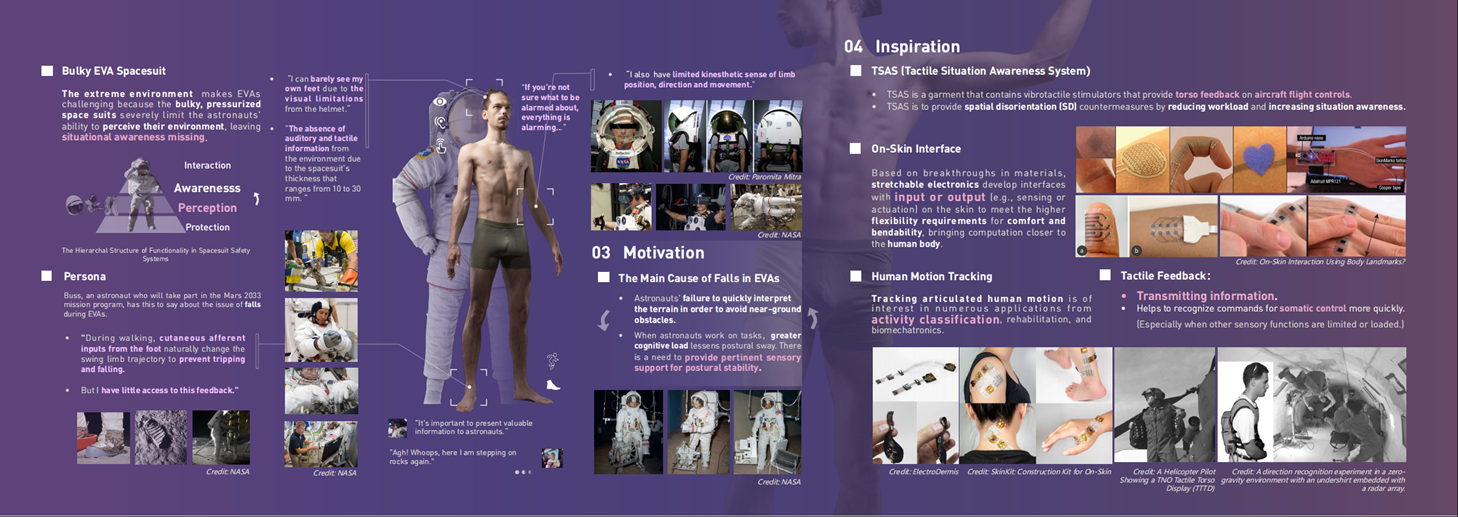 Bulky EVA Spacesuit
The extreme environment makes EVAs
challenging because the bulky, pressurized
space suits severely limit the astronauts'
ability to perceive their environment, leaving
situational awareness missing.
Interaction
Awarenesss
Perception
Protection
The Hierarchal Structure of Functionality in Spacesuit Safety
Systems
Persona
Buss, an astronaut who will take part in the Mars 2033
mission program, has this to say about the issue of falls
during EVAs.
• "During walking, cutaneous afferent
inputs from the foot naturally change the
swing limb trajectory to prevent tripping
and falling.
• But I have little access to this feedback."
Credit: NASA
• "I can barely see my
own feet due to the
visual limitations
from the helmet."
• "The absence of
auditory and tactile
information from
the environment due
to the spacesuit's
thickness that
ranges from 10 to 30
mm. "
Credit: NASA
"If you're not
sure what to be
alarmed about,
everything is
alarming..."
"It's important to present valuable
information to astronauts."
"Agh! Whoops, here I am stepping on
rocks again."
• "I also have limited kinesthetic sense of limb
position, direction and movement."
Credit: Paromita Mitra
Credit: NASA
03 Motivation
The Main Cause of Falls in EVAs
• Astronauts' failure to quickly interpret
the terrain in order to avoid near-ground
obstacles.
• When astronauts work on tasks, greater
cognitive load lessens postural sway. There
is a need to provide pertinent sensory
support for postural stability.
Credit: NASA
04 Inspiration
TSAS (Tactile Situation Awareness System)
• TSAS is a garment that contains vibrotactile stimulators that provide torso feedback on aircraft flight controls.
• TSAS is to provide spatial disorientation (SD) countermeasures by reducing workload and increasing situation awareness.
On-Skin Interface
Based on breakthroughs in materials,
stretchable electronics develop interfaces
with input or output (e.g., sensing or
actuation) on the skin to meet the higher
flexibility requirements for comfort and
bendability, bringing computation closer to
the human body.
Arduino nano
SkinMarks tattoo
Adafruit MPR121
Copper tape
a
b
Credit: On-Skin Interaction Using Body Landmarks?
Human Motion Tracking
Tracking articulated human motion is of
interest in numerous applications from
activity classification, rehabilitation, and
biomechatronics.
Tactile Feedback:
• Transmitting information.
• Helps to recognize commands for somatic control more quickly.
(Especially when other sensory functions are limited or loaded.)
Credit: ElectroDermis
Credit: SkinKit: Construction Kit for On-Skin
Credit: A Helicopter Pilot
Showing a TNO Tactile Torso
Display (TTTD)
Credit: A direction recognition experiment in a zero-
gravity environment with an undershirt embedded with
a radar array.